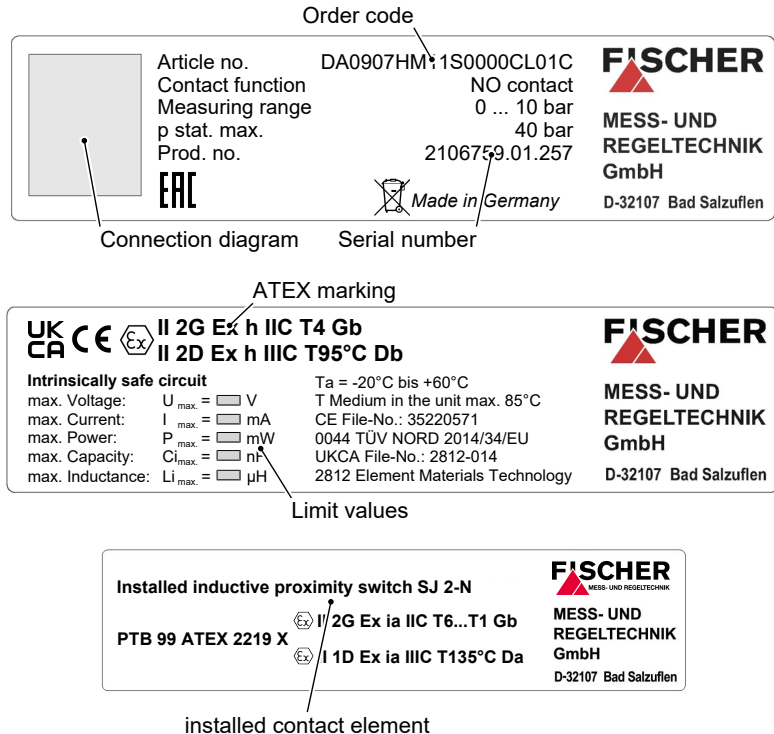 Order code
Article no. DA0907HM11S0000CL01C
Contact function NO contact
Measuring range 0 ... 10 bar
p stat. max. 40 bar
Prod. no. 2106759.01.257
EAC
Made in Germany
FISCHER
MESS- UND
REGELTECHNIK
GmbH
D-32107 Bad Salzuflen
Connection diagram
Serial number
ATEX marking
UK
CA CE Ex
II 2G Ex h IIC T4 Gb
II 2D Ex h IIIC T95°C Db
Intrinsically safe circuit
max. Voltage: U max. = V
max. Current: I max. = mA
max. Power: P max. = mW
max. Capacity: Ci max. = nF
max. Inductance: Li max. = µH
Ta = -20°C bis +60°C
T Medium in the unit max. 85°C
CE File-No.: 35220571
0044 TÜV NORD 2014/34/EU
UKCA File-No.: 2812-014
2812 Element Materials Technology
FISCHER
MESS- UND
REGELTECHNIK
GmbH
D-32107 Bad Salzuflen
Limit values
Installed inductive proximity switch SJ 2-N
PTB 99 ATEX 2219 X
Ex II 2G Ex ia IIC T6...T1 Gb
Ex II 1D Ex ia IIIC T135°C Da
FISCHER
MESS- UND REGELTECHNIK
MESS- UND
REGELTECHNIK
GmbH
D-32107 Bad Salzuflen
installed contact element